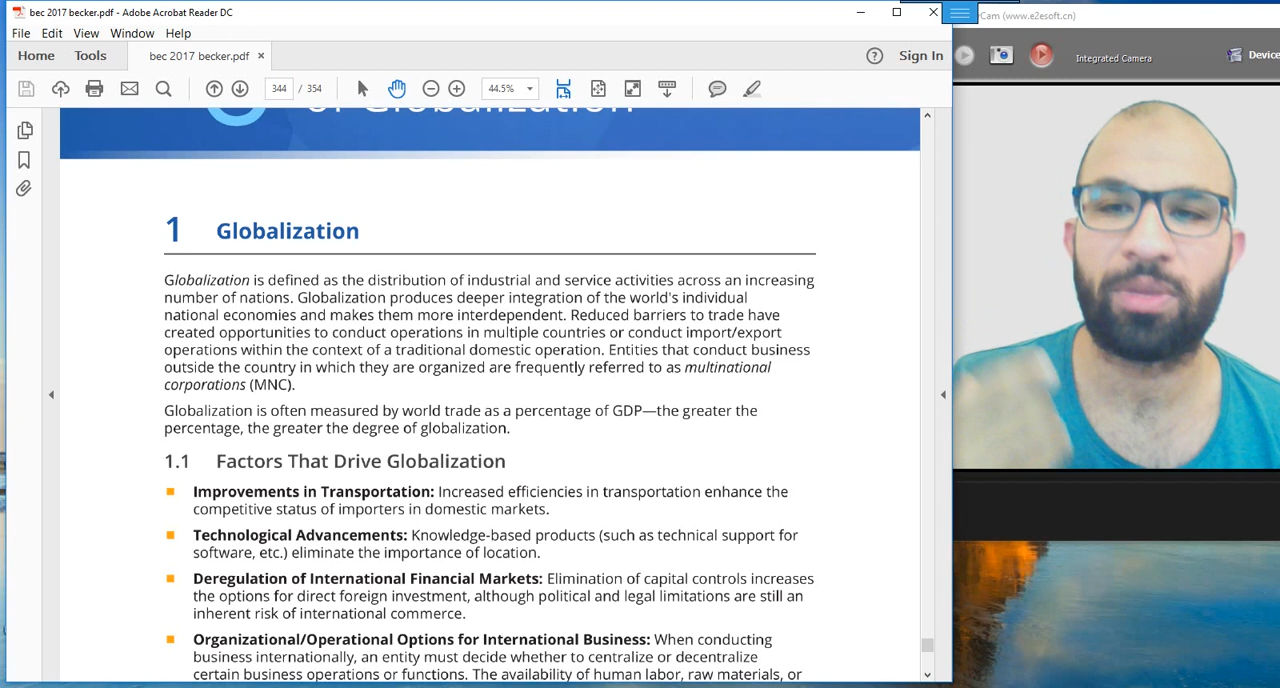 bec 2017 becker.pdf - Adobe Acrobat Reader DC
Cam (www.e2esoft.cn)
File Edit View Window Help
Home Tools bec 2017 becker.pdf × Sign In
344 / 354 44.5%
Integrated Camera
of Globalization
1 Globalization
Globalization is defined as the distribution of industrial and service activities across an increasing
number of nations. Globalization produces deeper integration of the world's individual
national economies and makes them more interdependent. Reduced barriers to trade have
created opportunities to conduct operations in multiple countries or conduct import/export
operations within the context of a traditional domestic operation. Entities that conduct business
outside the country in which they are organized are frequently referred to as multinational
corporations (MNC).
Globalization is often measured by world trade as a percentage of GDP—the greater the
percentage, the greater the degree of globalization.
1.1 Factors That Drive Globalization
Improvements in Transportation: Increased efficiencies in transportation enhance the
competitive status of importers in domestic markets.
Technological Advancements: Knowledge-based products (such as technical support for
software, etc.) eliminate the importance of location.
Deregulation of International Financial Markets: Elimination of capital controls increases
the options for direct foreign investment, although political and legal limitations are still an
inherent risk of international commerce.
Organizational/Operational Options for International Business: When conducting
business internationally, an entity must decide whether to centralize or decentralize
certain business operations or functions. The availability of human labor, raw materials, or